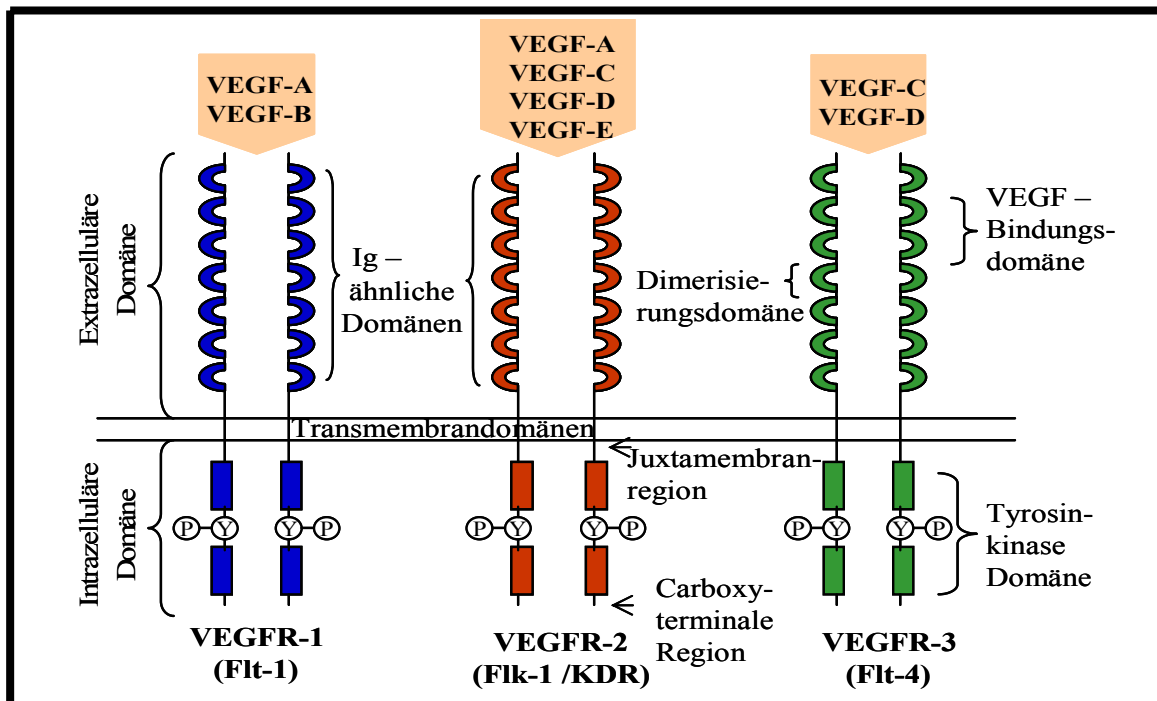 VEGF-A
VEGF-B
VEGF-A
VEGF-C
VEGF-D
VEGF-E
VEGF-C
VEGF-D
Extrazelluläre
Domäne
Ig –
ähnliche
Domänen
Dimerisie-
rungsdomäne
VEGF –
Bindungs-
domäne
Transmembrandomänen
Intrazelluläre
Domäne
Juxtamembran-
region
P Y Y P
P Y Y P
P Y Y P
Tyrosin-
kinase
Domäne
Carboxy-
terminale
Region
VEGFR-1
(Flt-1)
VEGFR-2
(Flk-1 /KDR)
VEGFR-3
(Flt-4)